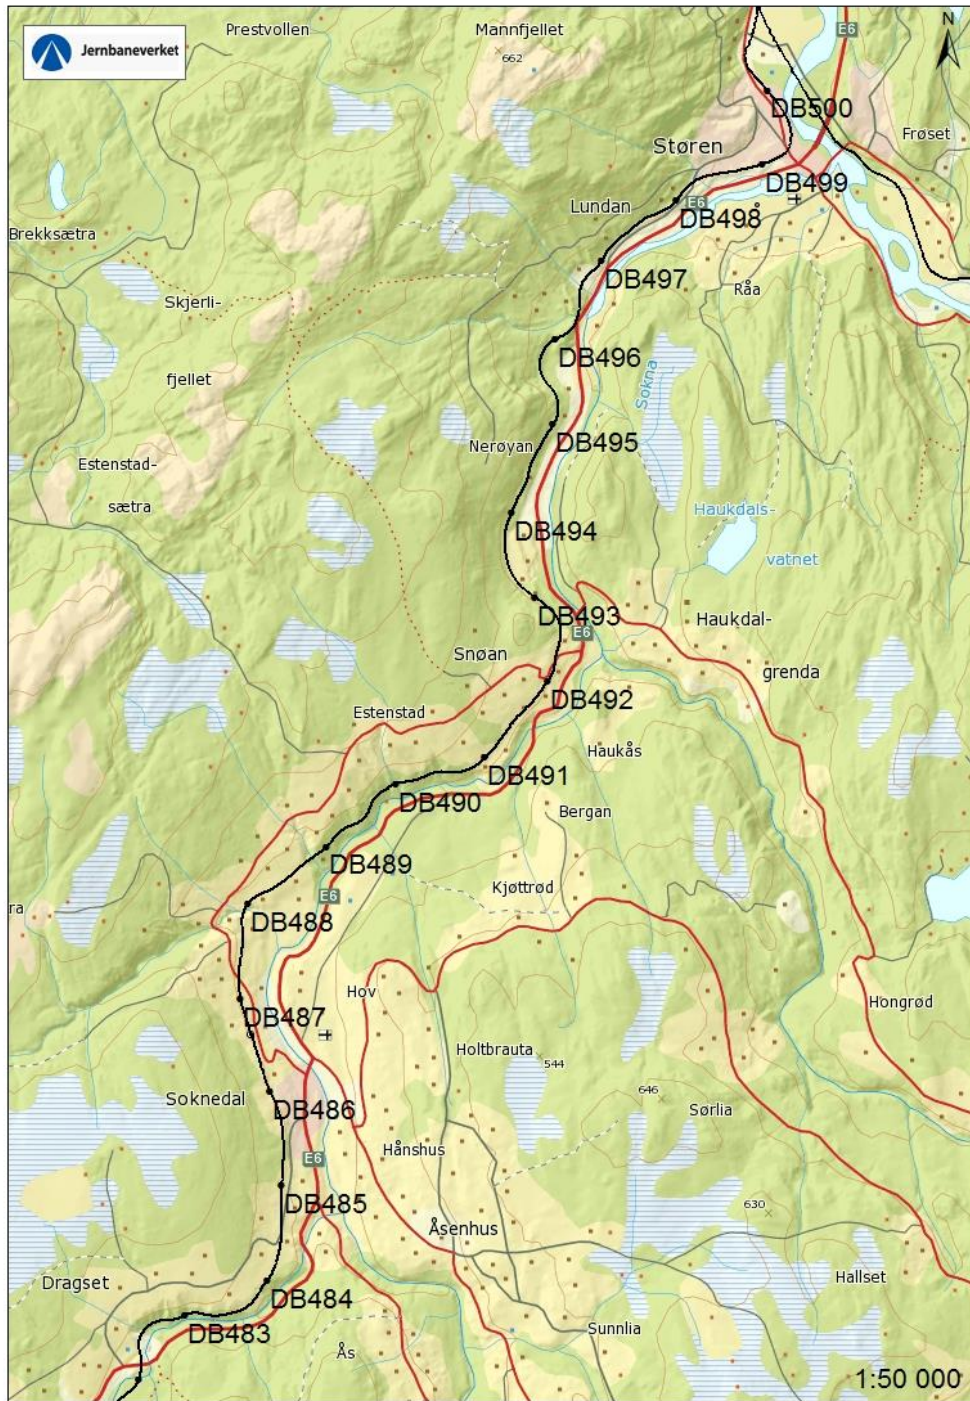 Jernbaneverket
Prestvollen
Mannfjellet
662
E6
N
DB500
Frøset
Støren
DB499
Lundan
E6
DB498
Brekksætra
DB497
Råa
Skjerli-
fjellet
DB496
Sokna
Nerøyan
DB495
Estenstad-
sætra
Haukdals-
vatnet
DB494
DB493
E6
Haukdal-
grenda
Snøan
DB492
Estenstad
Haukås
DB491
DB490
Bergan
DB489
Kjøttrød
E6
ra
DB488
Hov
Hongrød
DB487
Holtbrauta
544
646
Soknedal
DB486
Sørlia
Hånshus
E6
DB485
630
Åsenhus
Dragset
DB484
Hallset
DB483
Sunnlia
Ås
1:50 000